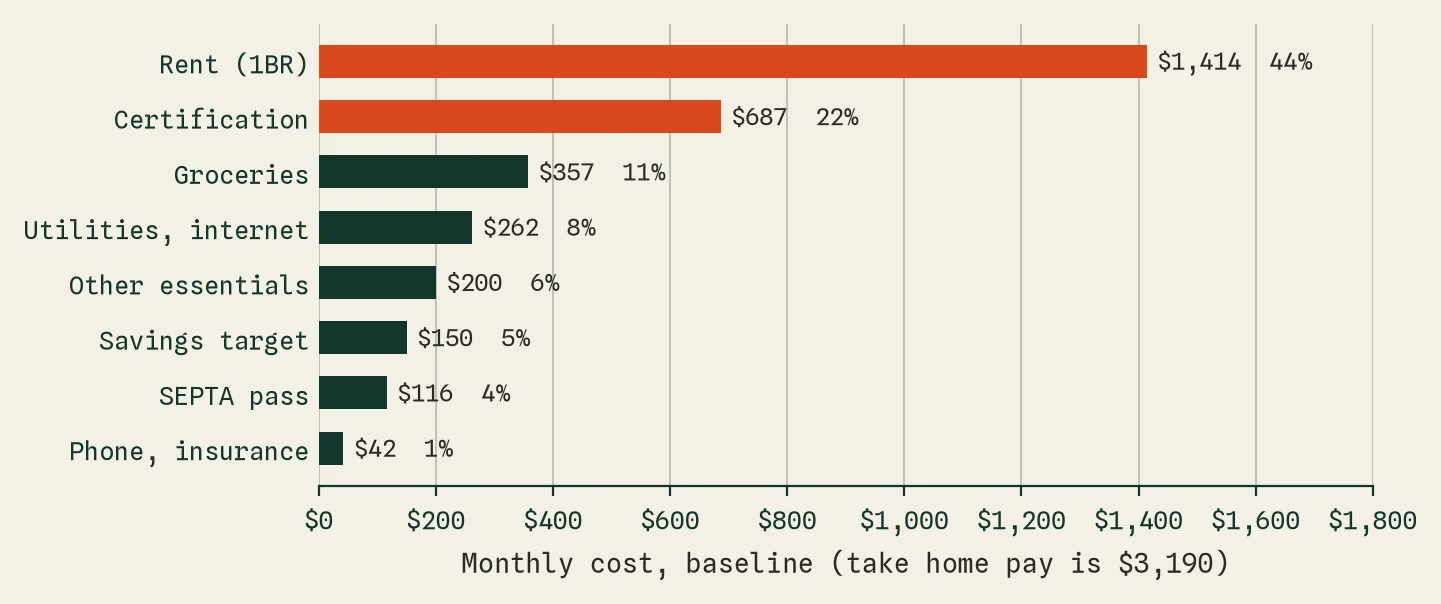 Rent (1BR) $1,414 44%
Certification $687 22%
Groceries $357 11%
Utilities, internet $262 8%
Other essentials $200 6%
Savings target $150 5%
SEPTA pass $116 4%
Phone, insurance $42 1%
$0 $200 $400 $600 $800 $1,000 $1,200 $1,400 $1,600 $1,800
Monthly cost, baseline (take home pay is $3,190)